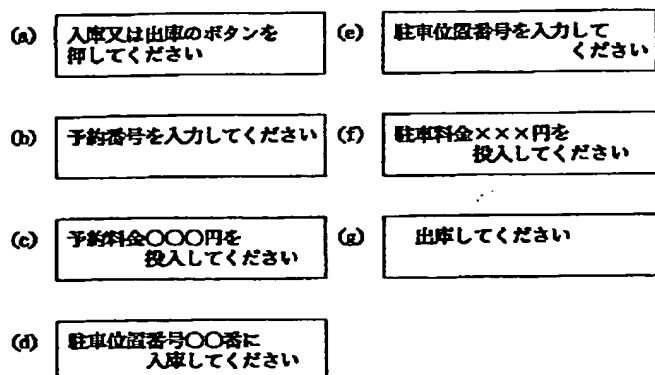 (a) 入庫又は出庫のボタンを
押してください
(b) 予約番号を入力してください
(c) 予約料金○○○円を
投入してください
(d) 駐車位置番号○○番に
入庫してください
(e) 駐車位置番号を入力して
ください
(f) 駐車料金×××円を
投入してください
(g) 出庫してください